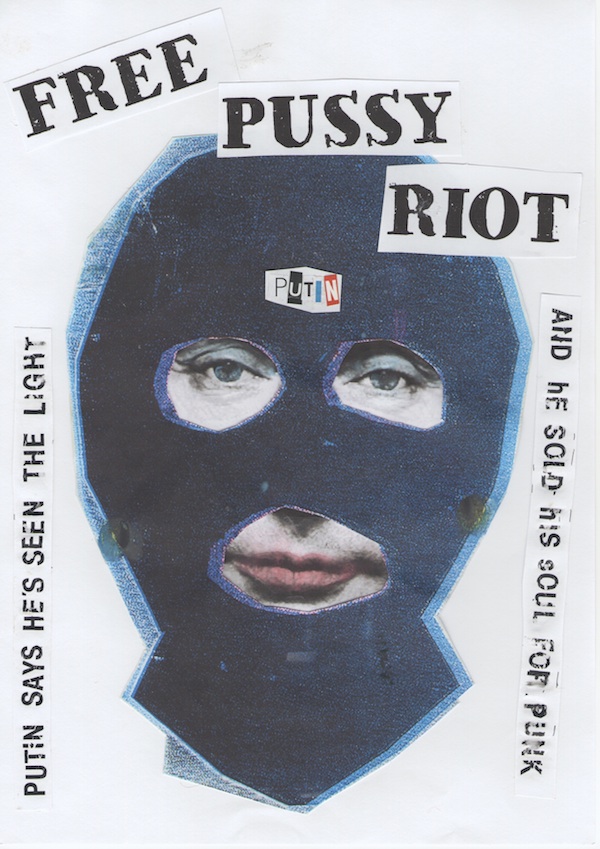 FREE
PUSSY
RIOT
PUTIN
PUTIN SAYS HE'S SEEN THE LIGHT
AND hE SOLD hIS SOUL FOR PUNK